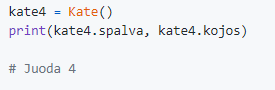 kate4 = Kate()
print(kate4.spalva, kate4.kojos)
# Juoda 4